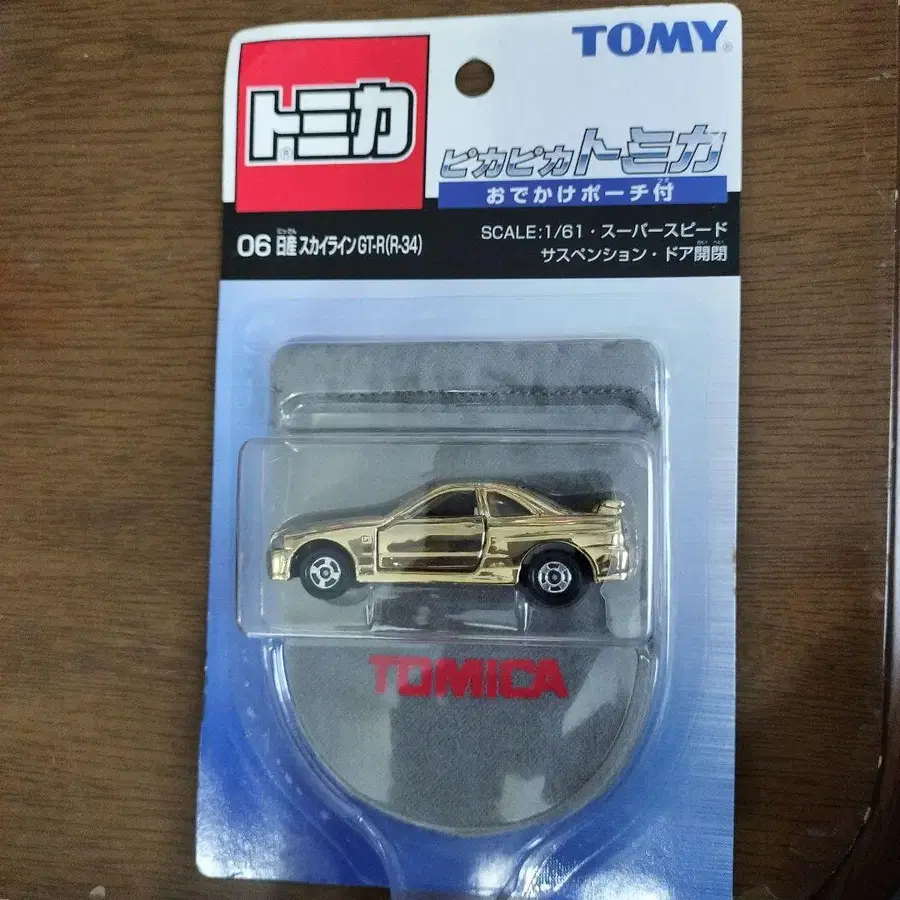 TOMY®
トミカ®
ピカピカトミカ
おでかけポーチ付
06 日産 スカイラインGT-R(R-34)
SCALE:1/61・スーパースピード
サスペンション・ドア開閉
TOMICA